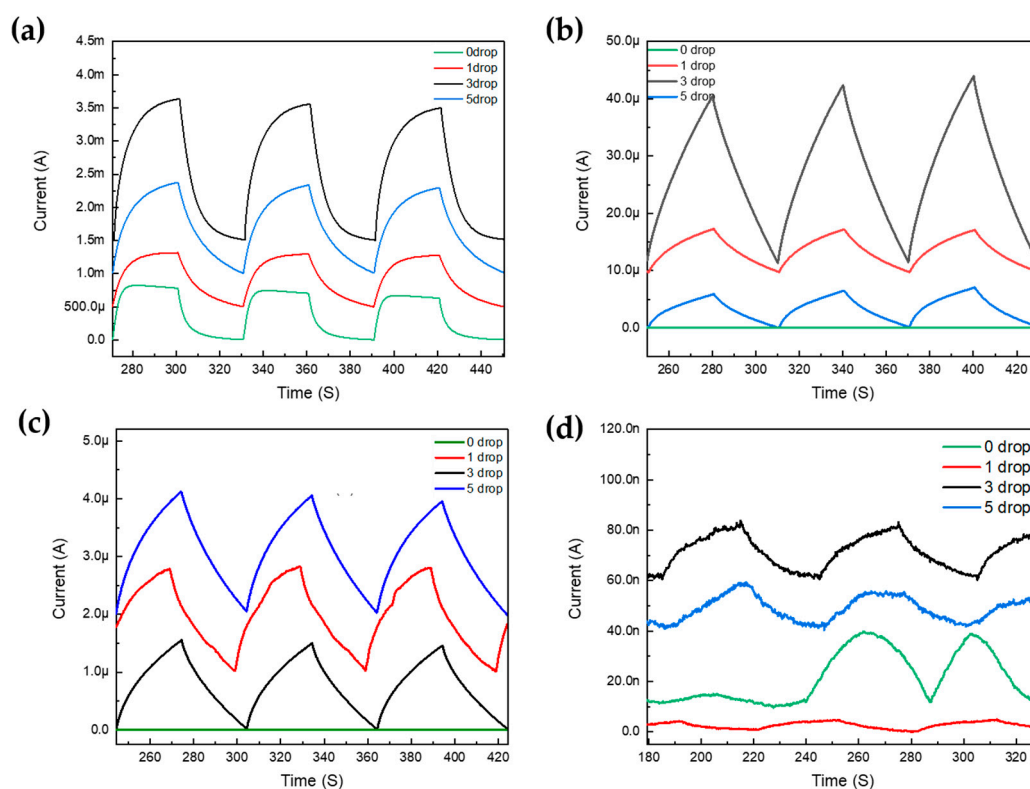 (a)
4.5m
4.0m
3.5m
3.0m
2.5m
2.0m
1.5m
1.0m
500.0µ
0.0
Current (A)
0drop
1drop
3drop
5drop
280 300 320 340 360 380 400 420 440
Time (S)
(b)
50.0µ
40.0µ
30.0µ
20.0µ
10.0µ
0.0
Current (A)
0 drop
1 drop
3 drop
5 drop
260 280 300 320 340 360 380 400 420
Time (S)
(c)
5.0µ
4.0µ
3.0µ
2.0µ
1.0µ
0.0
Currrent (A)
0 drop
1 drop
3 drop
5 drop
260 280 300 320 340 360 380 400 420
Time (S)
(d)
120.0n
100.0n
80.0n
60.0n
40.0n
20.0n
0.0n
Current (A)
0 drop
1 drop
3 drop
5 drop
180 200 220 240 260 280 300 320
Time (S)